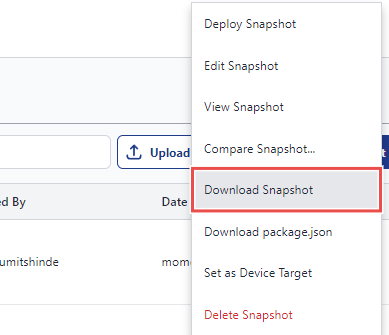 Deploy Snapshot
Edit Snapshot
View Snapshot
Compare Snapshot...
Upload
Download Snapshot
ed By
Date
Download package.json
umitshinde
mome
Set as Device Target
Delete Snapshot